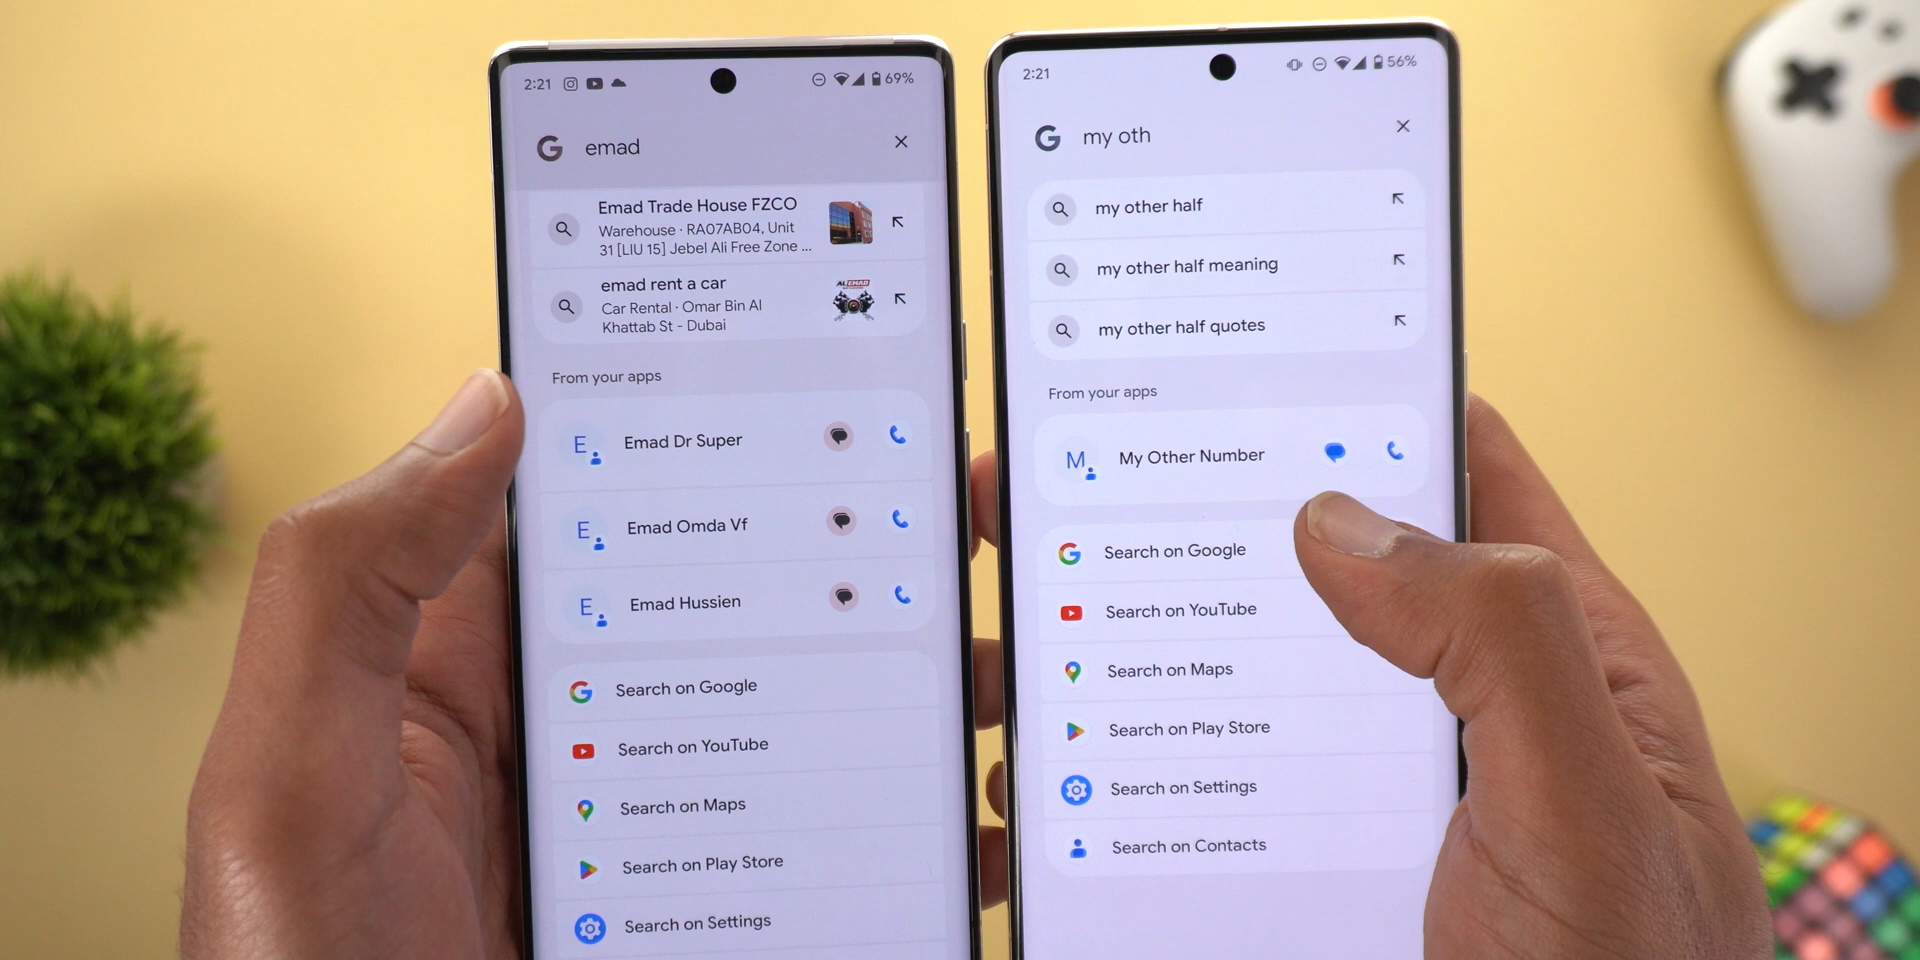 2:21
69%
emad
Emad Trade House FZCO
Warehouse · RA07AB04, Unit
31 [LIU 15] Jebel Ali Free Zone ...
emad rent a car
Car Rental · Omar Bin Al
Khattab St - Dubai
AL EMAD
From your apps
E
Emad Dr Super
E
Emad Omda Vf
E
Emad Hussien
Search on Google
Search on YouTube
Search on Maps
Search on Play Store
Search on Settings
2:21
56%
my oth
my other half
my other half meaning
my other half quotes
From your apps
M
My Other Number
Search on Google
Search on YouTube
Search on Maps
Search on Play Store
Search on Settings
Search on Contacts